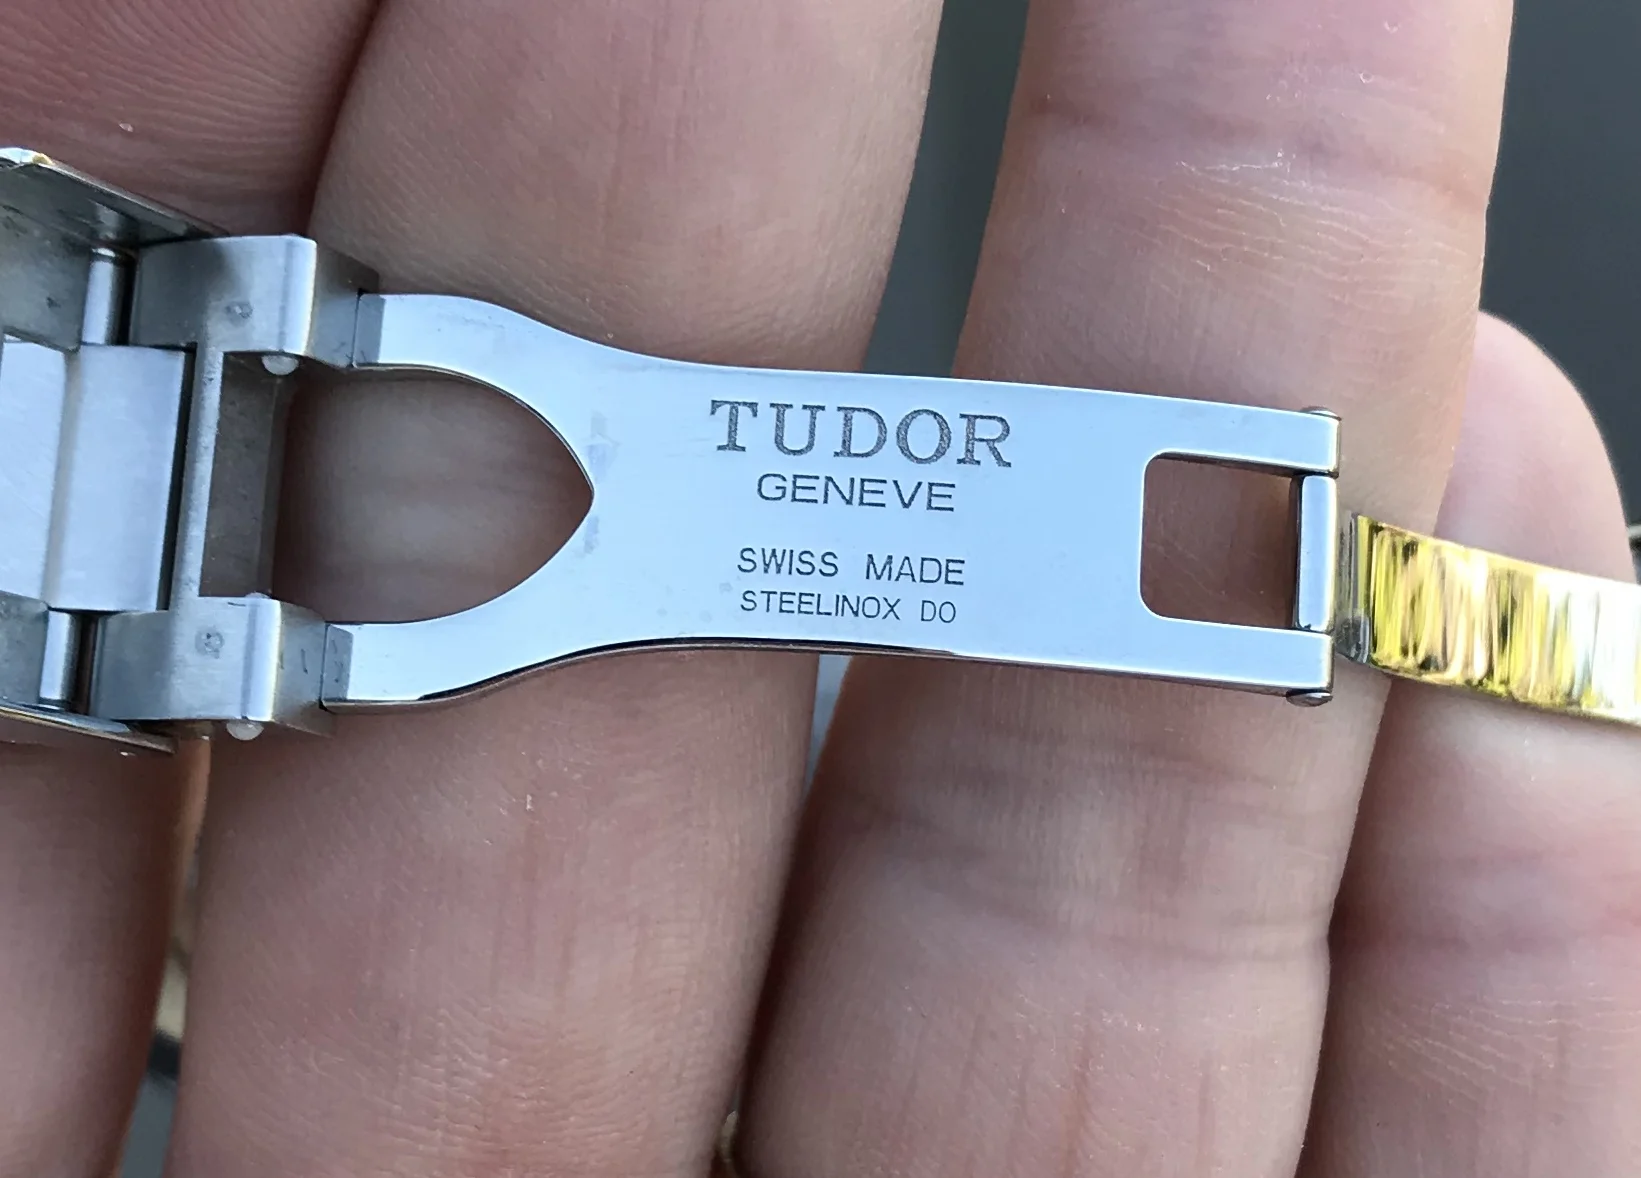 TUDOR
GENEVE
SWISS MADE
STEELINOX DO